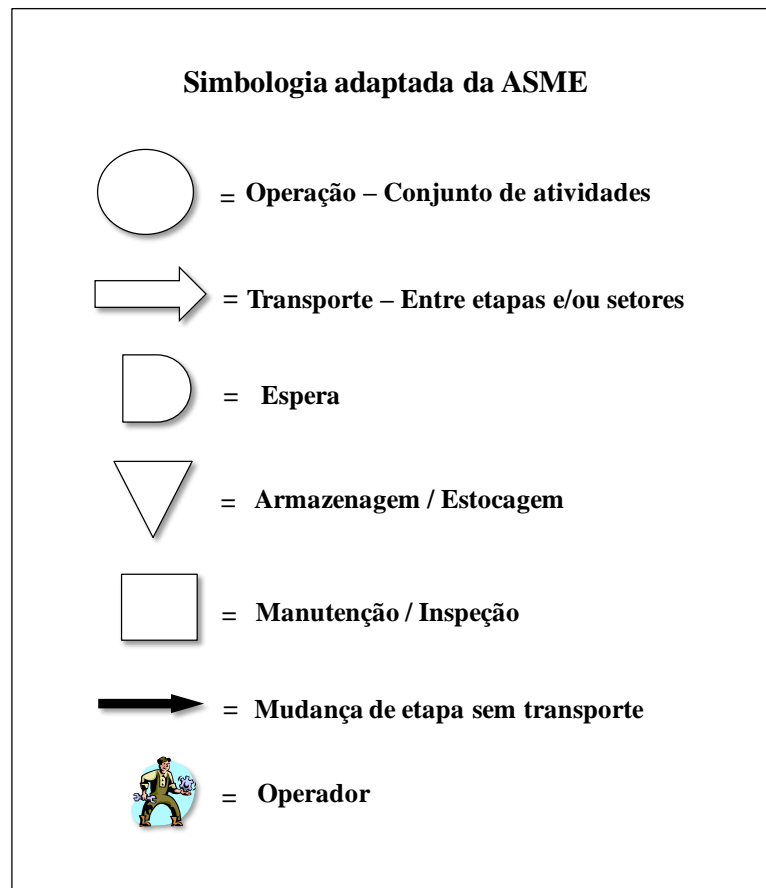 Simbologia adaptada da ASME
= Operação – Conjunto de atividades
= Transporte – Entre etapas e/ou setores
= Espera
= Armazenagem / Estocagem
= Manutenção / Inspeção
= Mudança de etapa sem transporte
= Operador